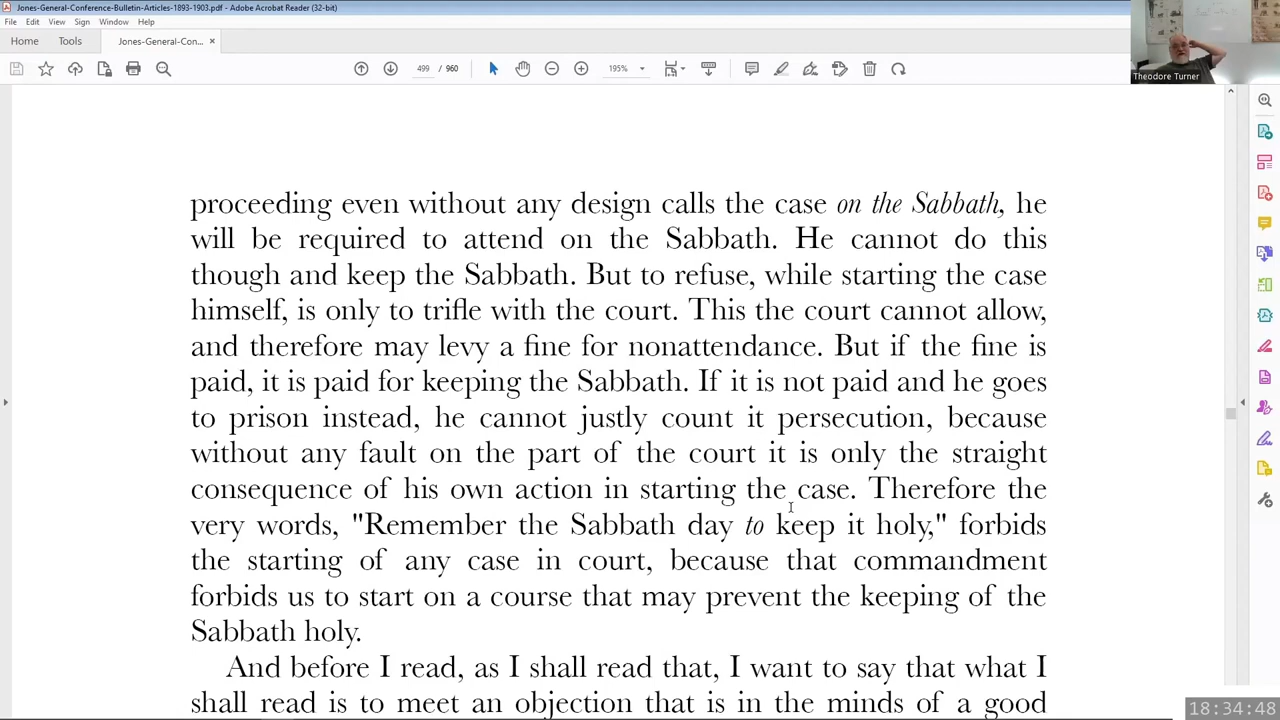 Jones-General-Conference-Bulletin-Articles-1893-1903.pdf - Adobe Acrobat Reader (32-bit)
File Edit View Sign Window Help
Home Tools Jones-General-Con... ×
499 / 960 195%
Theodore Turner
proceeding even without any design calls the case on the Sabbath, he
will be required to attend on the Sabbath. He cannot do this
though and keep the Sabbath. But to refuse, while starting the case
himself, is only to trifle with the court. This the court cannot allow,
and therefore may levy a fine for nonattendance. But if the fine is
paid, it is paid for keeping the Sabbath. If it is not paid and he goes
to prison instead, he cannot justly count it persecution, because
without any fault on the part of the court it is only the straight
consequence of his own action in starting the case. Therefore the
very words, "Remember the Sabbath day to keep it holy," forbids
the starting of any case in court, because that commandment
forbids us to start on a course that may prevent the keeping of the
Sabbath holy.
And before I read, as I shall read that, I want to say that what I
shall read is to meet an objection that is in the minds of a good
18:34:48